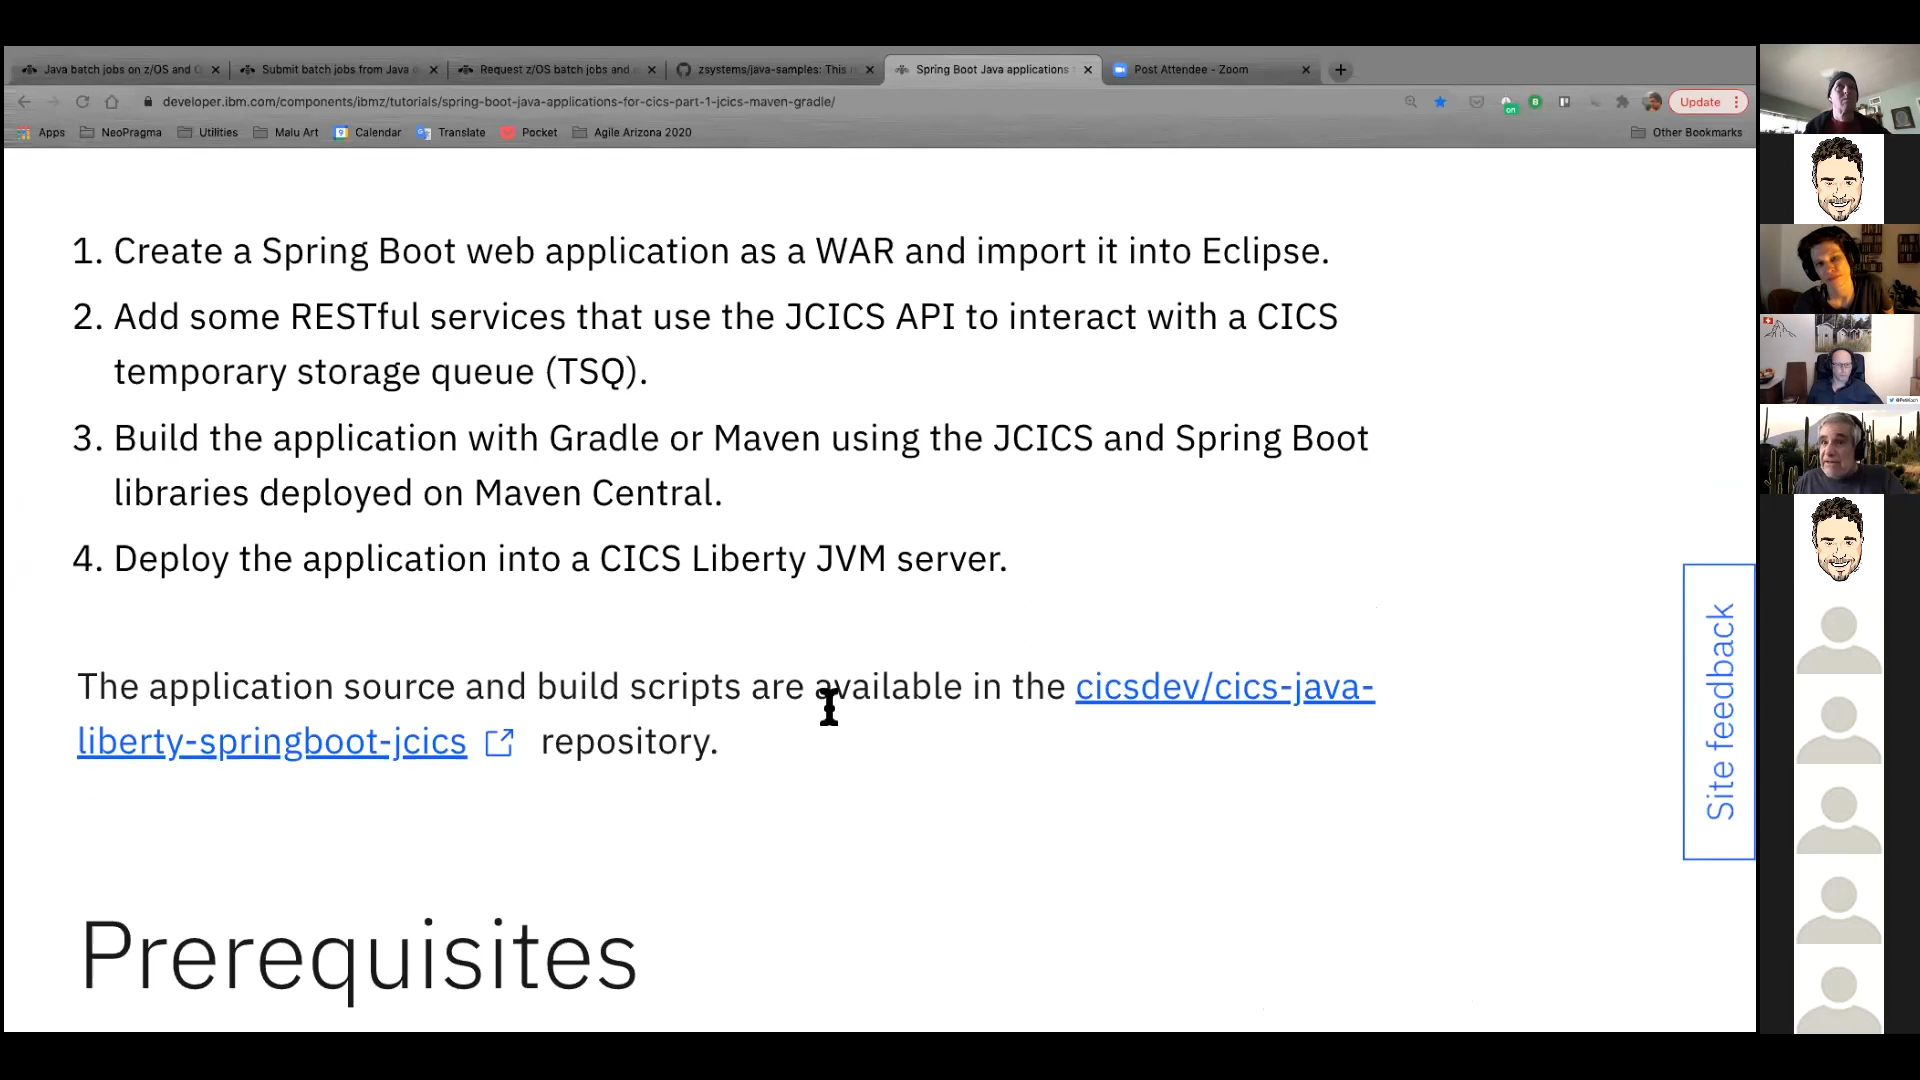 Java batch jobs on z/OS and
Submit batch jobs from Java
Request z/OS batch jobs and
zsystems/java-samples: This
Spring Boot Java applications
Post Attendee - Zoom
developer.ibm.com/components/ibmz/tutorials/spring-boot-java-applications-for-cics-part-1-jcics-maven-gradle/
on
B
Update
Apps
NeoPragma
Utilities
Malu Art
Calendar
Translate
Pocket
Agile Arizona 2020
Other Bookmarks
1. Create a Spring Boot web application as a WAR and import it into Eclipse.
2. Add some RESTful services that use the JCICS API to interact with a CICS
temporary storage queue (TSQ).
3. Build the application with Gradle or Maven using the JCICS and Spring Boot
libraries deployed on Maven Central.
4. Deploy the application into a CICS Liberty JVM server.
The application source and build scripts are available in the cicsdev/cics-java-
liberty-springboot-jcics repository.
Prerequisites
Site feedback